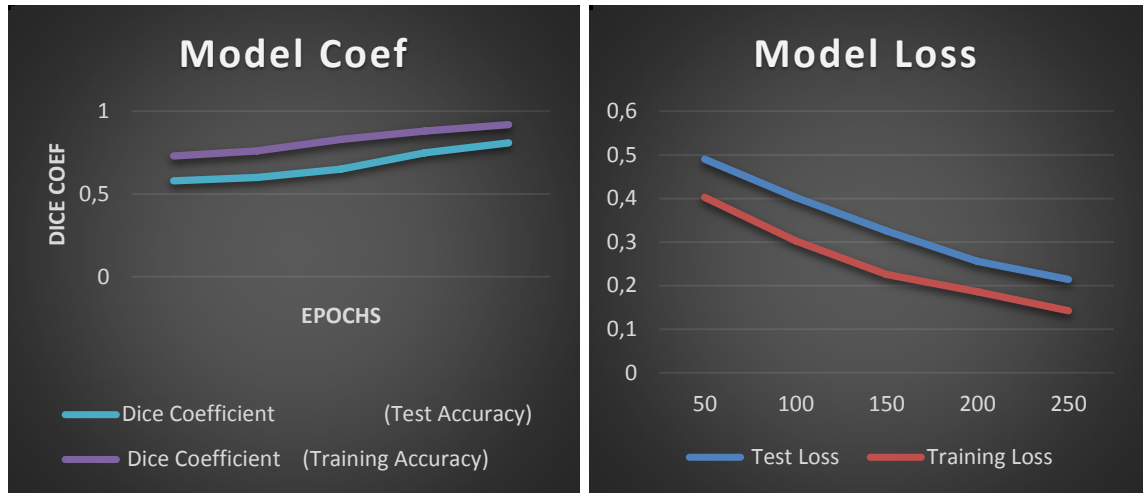 Model Coef
1
0,5
0
DICE COEF
EPOCHS
Dice Coefficient (Test Accuracy)
Dice Coefficient (Training Accuracy)
Model Loss
0,6
0,5
0,4
0,3
0,2
0,1
0
50 100 150 200 250
Test Loss Training Loss